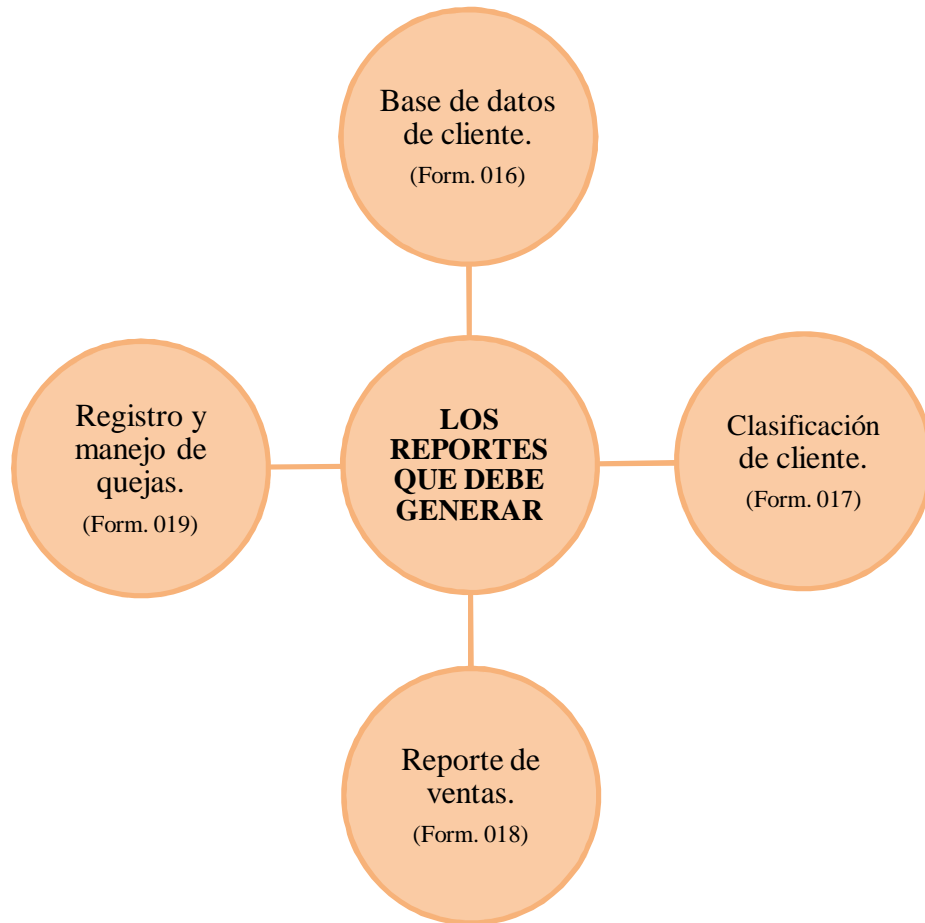 Base de datos
de cliente.
(Form. 016)
Registro y
manejo de
quejas.
(Form. 019)
LOS
REPORTES
QUE DEBE
GENERAR
Clasificación
de cliente.
(Form. 017)
Reporte de
ventas.
(Form. 018)